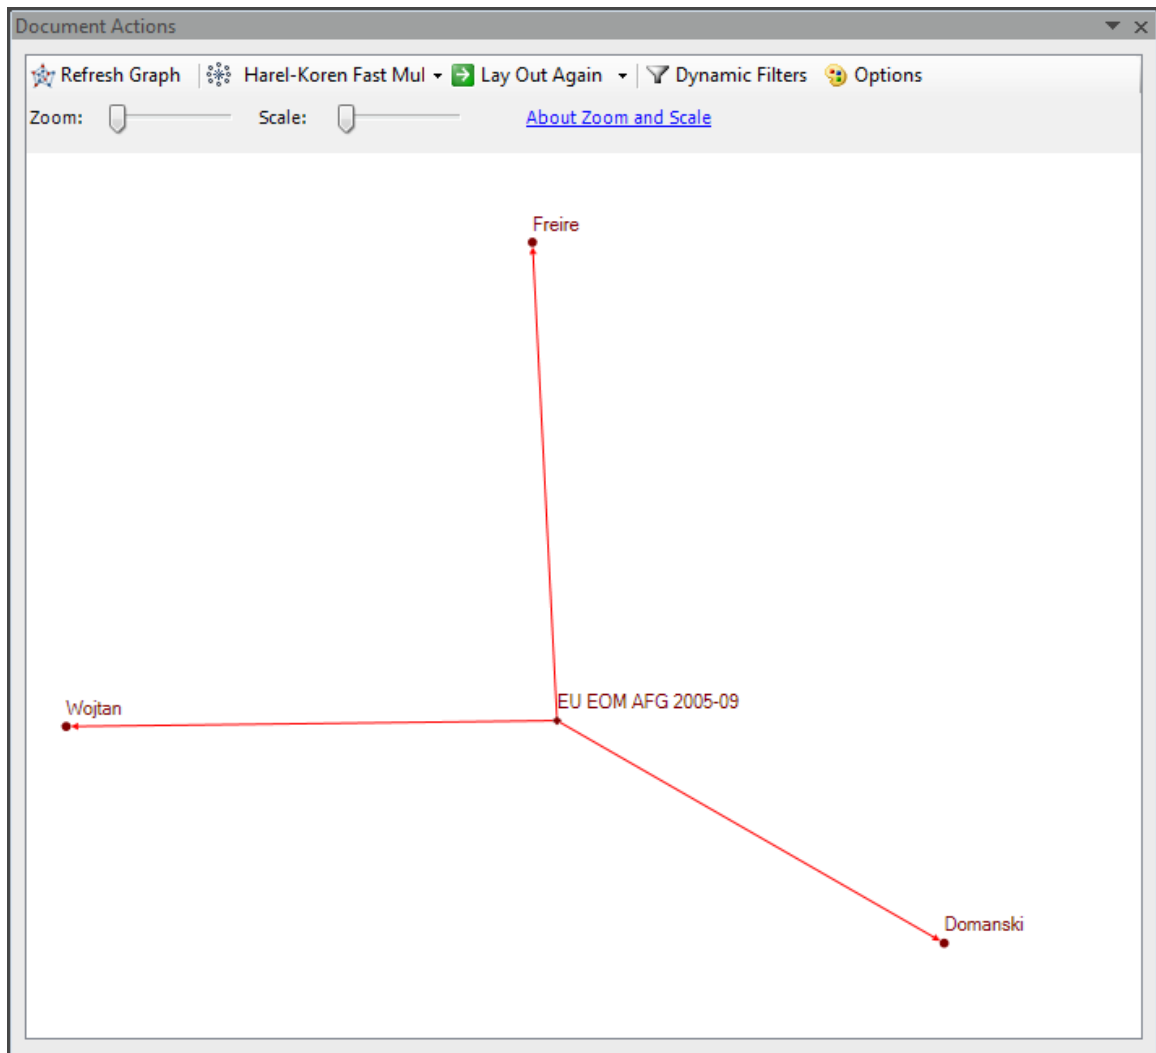 Document Actions
Refresh Graph Harel-Koren Fast Mul Lay Out Again Dynamic Filters Options
Zoom: Scale: About Zoom and Scale
Freire
EU EOM AFG 2005-09
Wojtan
Domanski